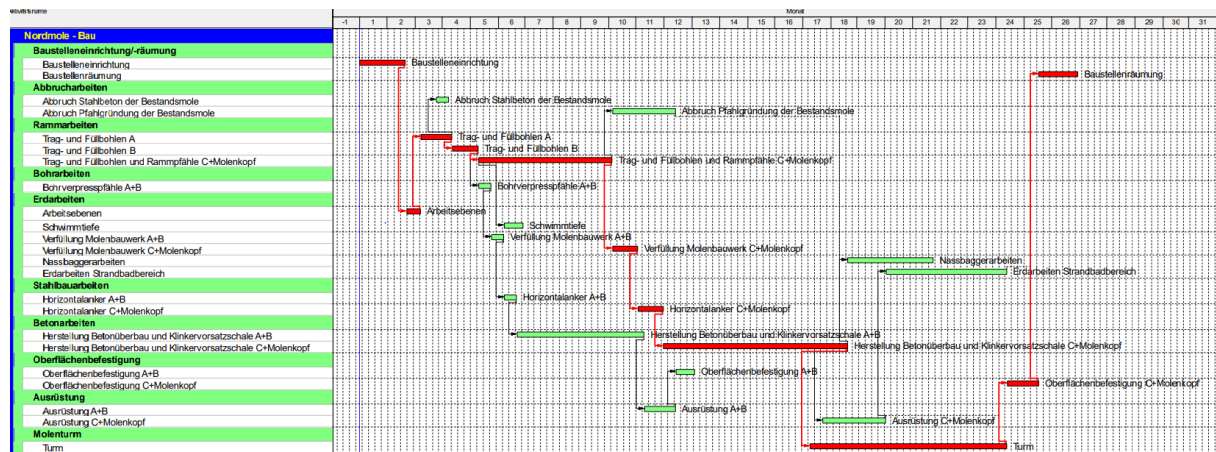 Monat
-1 1 2 3 4 5 6 7 8 9 10 11 12 13 14 15 16 17 18 19 20 21 22 23 24 25 26 27 28 29 30 31
Nordmole - Bau
Baustelleneinrichtung/-räumung
Baustelleneinrichtung Baustelleneinrichtung
Baustellenräumung Baustellenräumung
Abbrucharbeiten
Abbruch Stahlbeton der Bestandsmole Abbruch Stahlbeton der Bestandsmole
Abbruch Pfahlgründung der Bestandsmole Abbruch Pfahlgründung der Bestandsmole
Rammarbeiten
Trag- und Füllbohlen A Trag- und Füllbohlen A
Trag- und Füllbohlen B Trag- und Füllbohlen B
Trag- und Füllbohlen und Rammpfähle C+Molenkopf Trag- und Füllbohlen und Rammpfähle C+Molenkopf
Bohrarbeiten
Bohrverpresspfähle A+B Bohrverpresspfähle A+B
Erdarbeiten
Arbeitsebenen Arbeitsebenen
Schwimmtiefe Schwimmtiefe
Verfüllung Molenbauwerk A+B Verfüllung Molenbauwerk A+B
Verfüllung Molenbauwerk C+Molenkopf Verfüllung Molenbauwerk C+Molenkopf
Nassbaggerarbeiten Nassbaggerarbeiten
Erdarbeiten Strandbadbereich Erdarbeiten Strandbadbereich
Stahlbauarbeiten
Horizontalanker A+B Horizontalanker A+B
Horizontalanker C+Molenkopf Horizontalanker C+Molenkopf
Betonarbeiten
Herstellung Betonüberbau und Klinkervorsatzschale A+B Herstellung Betonüberbau und Klinkervorsatzschale A+B
Herstellung Betonüberbau und Klinkervorsatzschale C+Molenkopf Herstellung Betonüberbau und Klinkervorsatzschale C+Molenkopf
Oberflächenbefestigung
Oberflächenbefestigung A+B Oberflächenbefestigung A+B
Oberflächenbefestigung C+Molenkopf Oberflächenbefestigung C+Molenkopf
Ausrüstung
Ausrüstung A+B Ausrüstung A+B
Ausrüstung C+Molenkopf Ausrüstung C+Molenkopf
Molenturm
Turm Turm